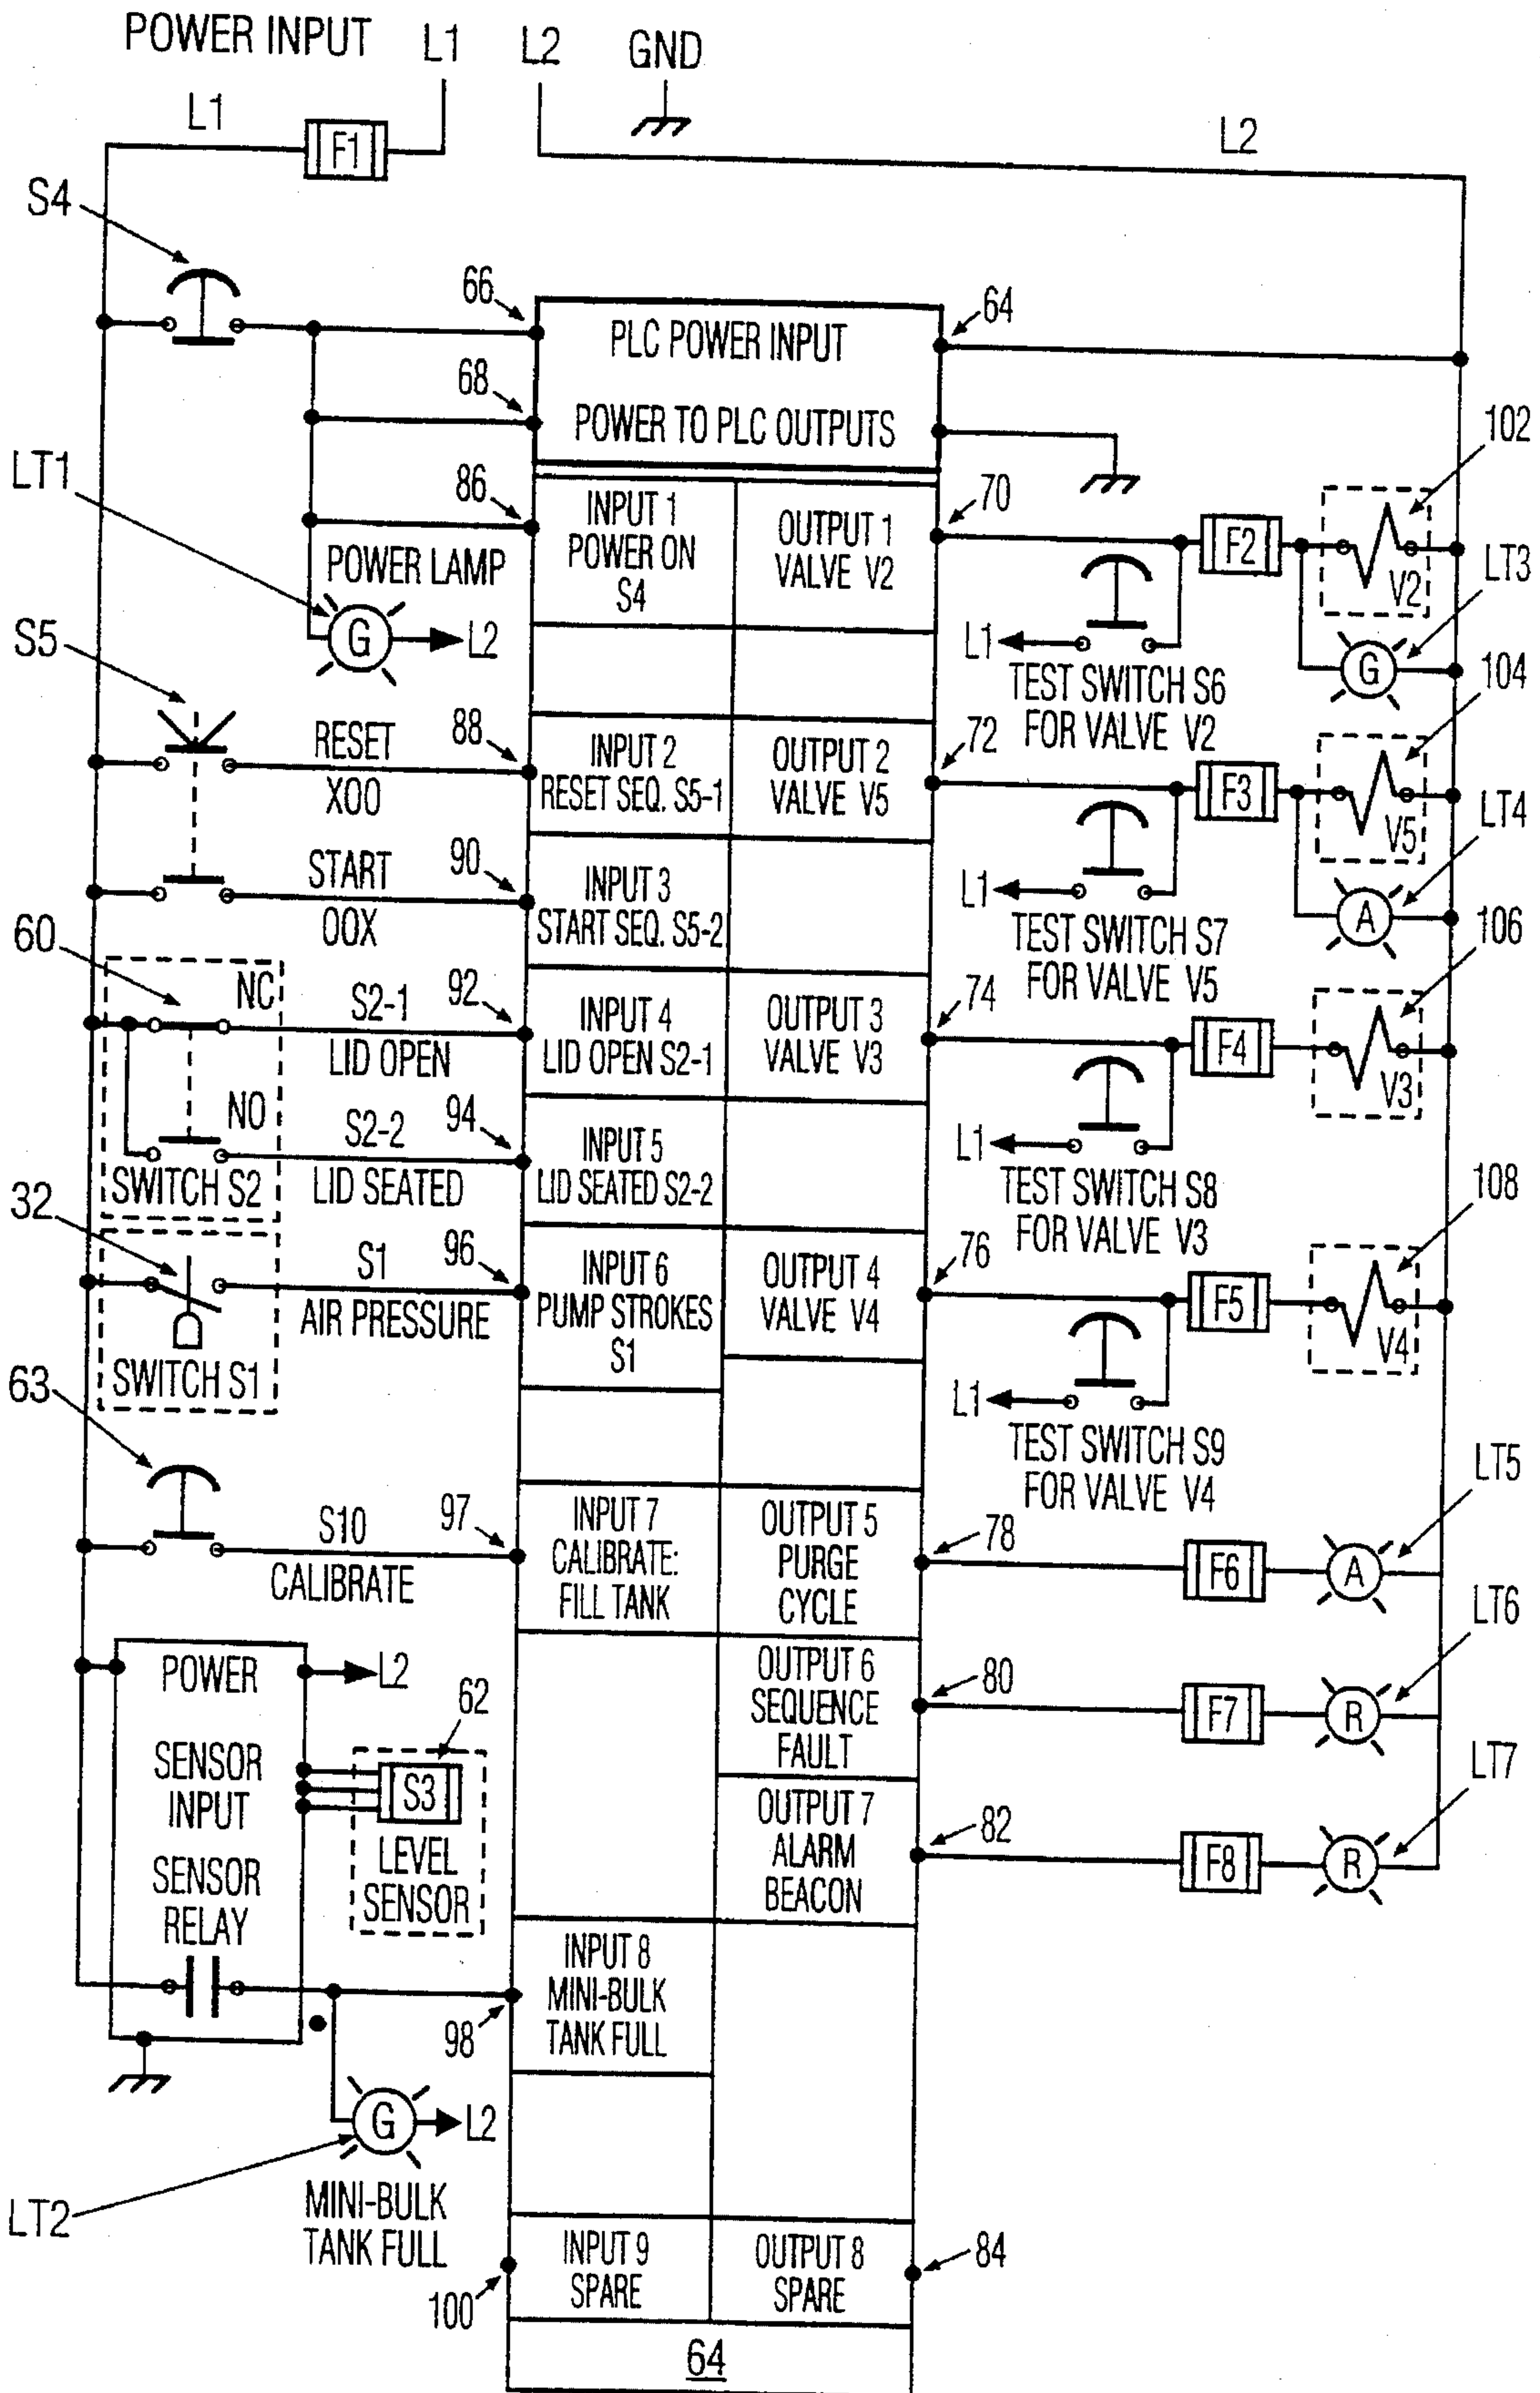 POWER INPUT L1 L2 GND
L1 F1 L2
S4
66 PLC POWER INPUT 64
68 POWER TO PLC OUTPUTS
102
LT1
86 INPUT 1
POWER ON
S4
OUTPUT 1
VALVE V2
70
F2
V2
LT3
POWER LAMP
G L2
L1
TEST SWITCH S6
FOR VALVE V2
G
104
S5
RESET
XOO
88
INPUT 2
RESET SEQ. S5-1
OUTPUT 2
VALVE V5
72
F3
V5
LT4
START
OOX
90
INPUT 3
START SEQ. S5-2
L1
TEST SWITCH S7
FOR VALVE V5
A
106
60
NC
S2-1
LID OPEN
92
INPUT 4
LID OPEN S2-1
OUTPUT 3
VALVE V3
74
F4
V3
NO
S2-2
LID SEATED
94
SWITCH S2
INPUT 5
LID SEATED S2-2
L1
TEST SWITCH S8
FOR VALVE V3
108
32
S1
AIR PRESSURE
96
SWITCH S1
INPUT 6
PUMP STROKES
S1
OUTPUT 4
VALVE V4
76
F5
V4
L1
TEST SWITCH S9
FOR VALVE V4
63
S10
CALIBRATE
97
INPUT 7
CALIBRATE:
FILL TANK
OUTPUT 5
PURGE
CYCLE
78
F6
A
LT5
POWER
L2
SENSOR
INPUT
SENSOR
RELAY
62
S3
LEVEL
SENSOR
OUTPUT 6
SEQUENCE
FAULT
80
F7
R
LT6
OUTPUT 7
ALARM
BEACON
82
F8
R
LT7
98
INPUT 8
MINI-BULK
TANK FULL
G L2
LT2
MINI-BULK
TANK FULL
100
INPUT 9
SPARE
OUTPUT 8
SPARE
84
64